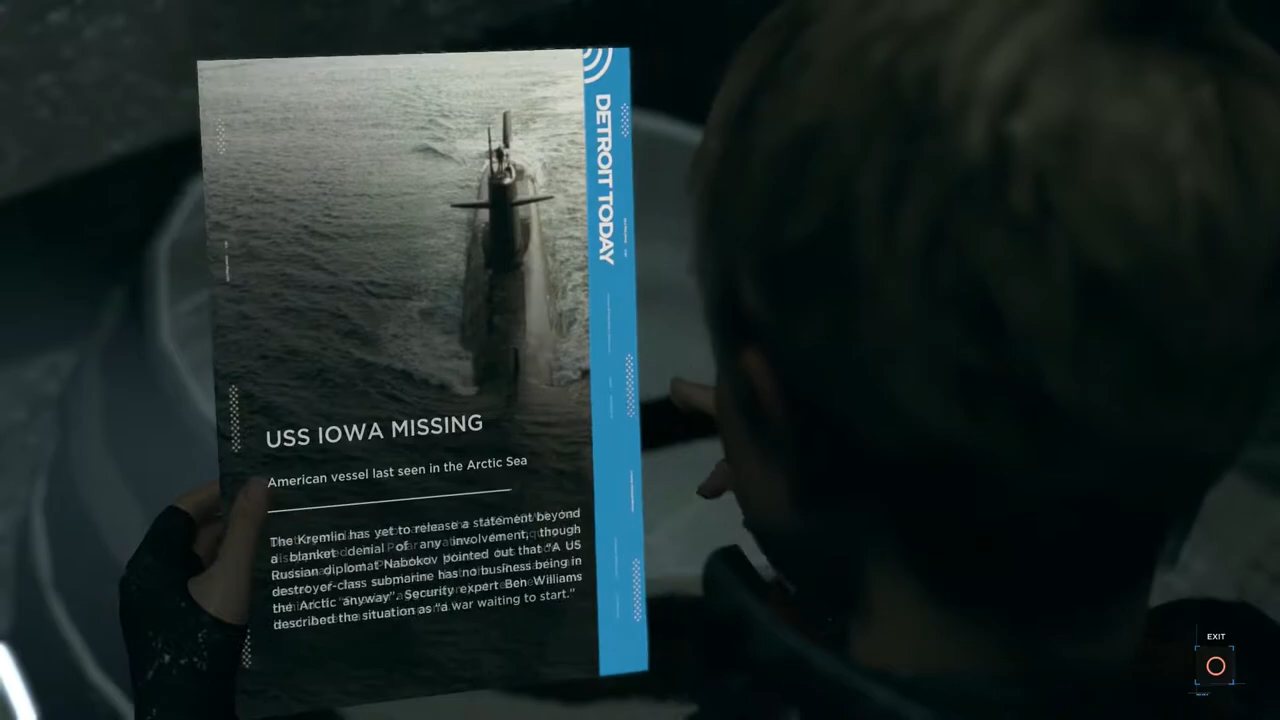 DETROIT TODAY
USS IOWA MISSING
American vessel last seen in the Arctic Sea
The Kremlin has yet to release a statement beyond
a blanket denial of any involvement, though
Russian diplomat Nabokov pointed out that "A US
destroyer-class submarine has no business being in
the Arctic anyway". Security expert Ben Williams
described the situation as "a war waiting to start."
EXIT